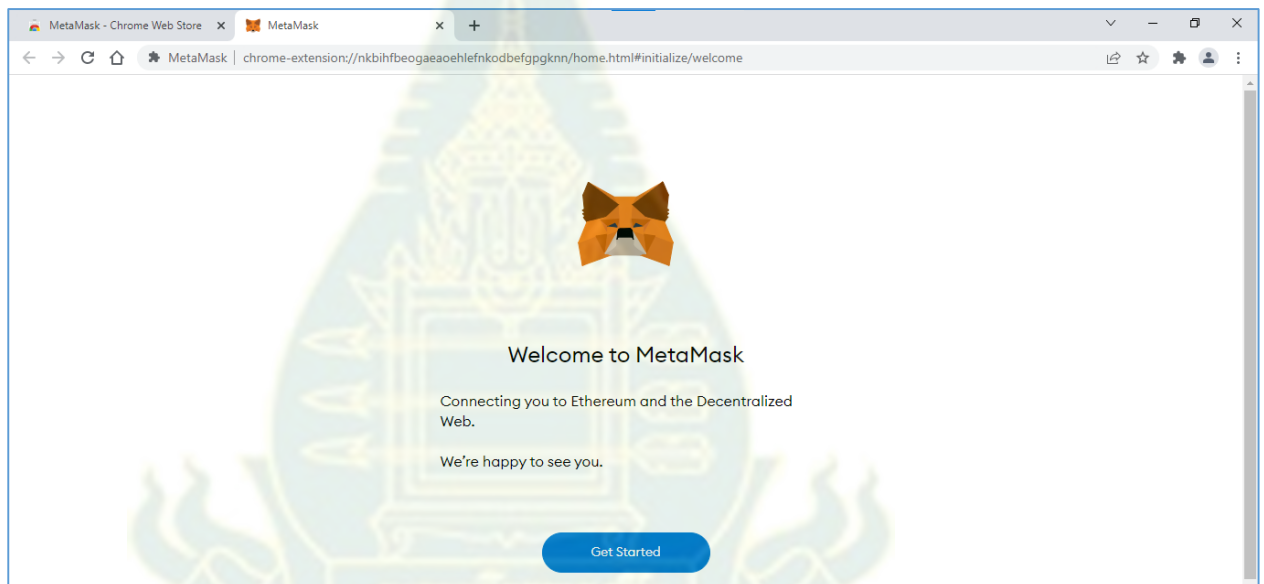 MetaMask - Chrome Web Store
MetaMask
MetaMask | chrome-extension://nkbihfbeogaeaoehlefnkodbefgpgknn/home.html#initialize/welcome
Welcome to MetaMask
Connecting you to Ethereum and the Decentralized
Web.
We're happy to see you.
Get Started